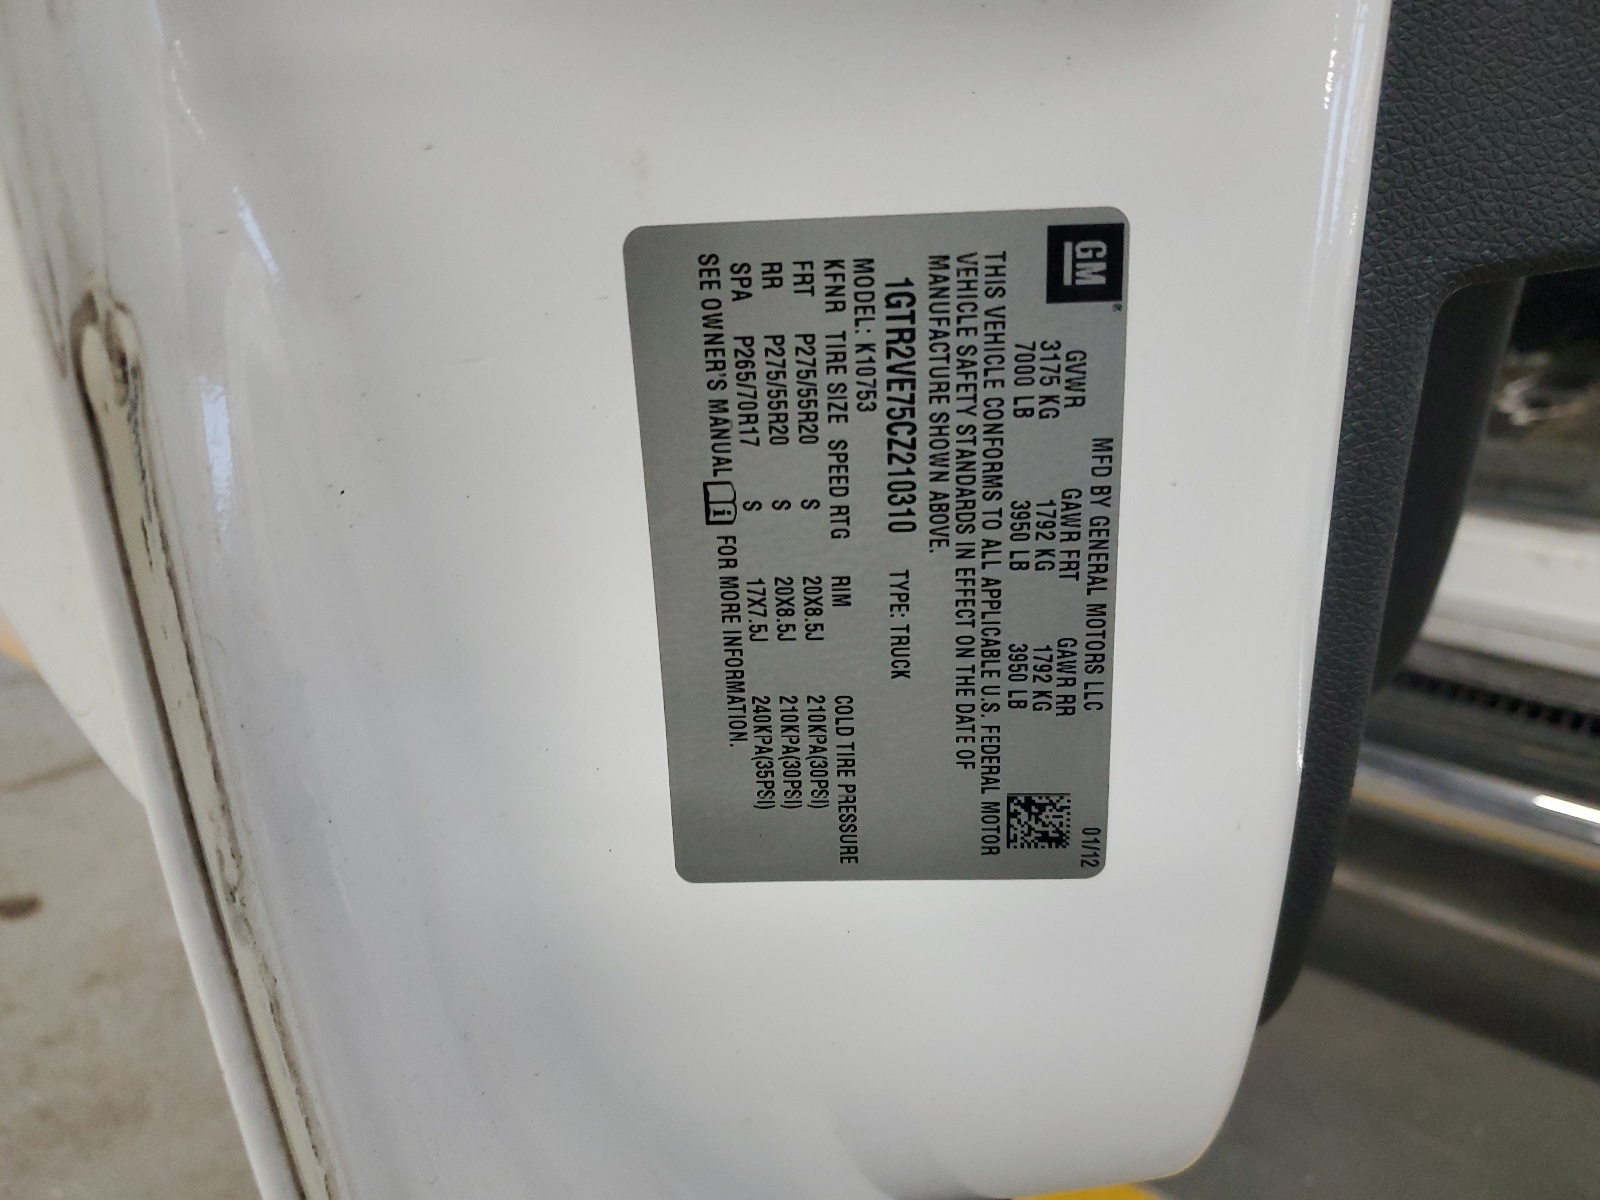 GM
MFD BY GENERAL MOTORS LLC 01/12
GVWR GAWR FRT GAWR RR
3175 KG 1792 KG 1792 KG
7000 LB 3950 LB 3950 LB
THIS VEHICLE CONFORMS TO ALL APPLICABLE U.S. FEDERAL MOTOR
VEHICLE SAFETY STANDARDS IN EFFECT ON THE DATE OF
MANUFACTURE SHOWN ABOVE.
1GTR2VE75CZ210310 TYPE: TRUCK
MODEL: K10753
KFNR TIRE SIZE SPEED RTG RIM COLD TIRE PRESSURE
FRT P275/55R20 S 20X8.5J 210KPA(30PSI)
RR P275/55R20 S 20X8.5J 210KPA(30PSI)
SPA P265/70R17 S 17X7.5J 240KPA(35PSI)
SEE OWNER'S MANUAL i FOR MORE INFORMATION.